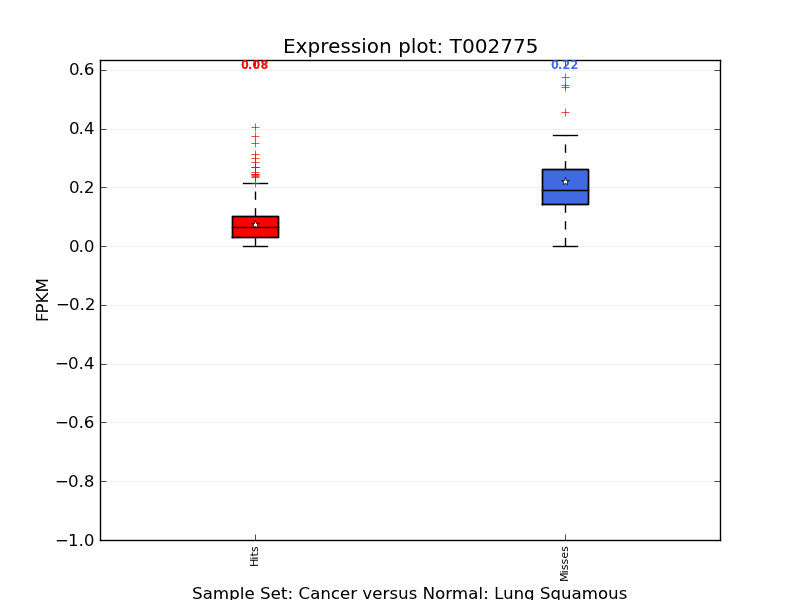 Expression plot: T002775
0.08
0.22
0.6
0.4
0.2
0.0
−0.2
−0.4
−0.6
−0.8
−1.0
FPKM
Hits
Misses
Sample Set: Cancer versus Normal: Lung Squamous